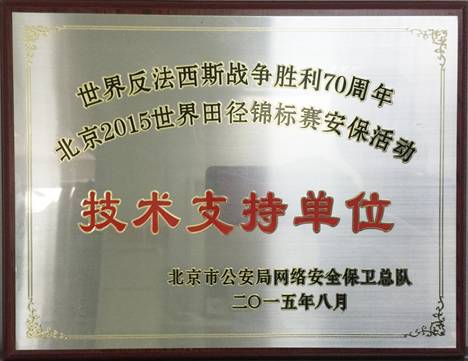 世界反法西斯战争胜利70周年
北京2015世界田径锦标赛安保活动
技术支持单位
北京市公安局网络安全保卫总队
二〇一五年八月